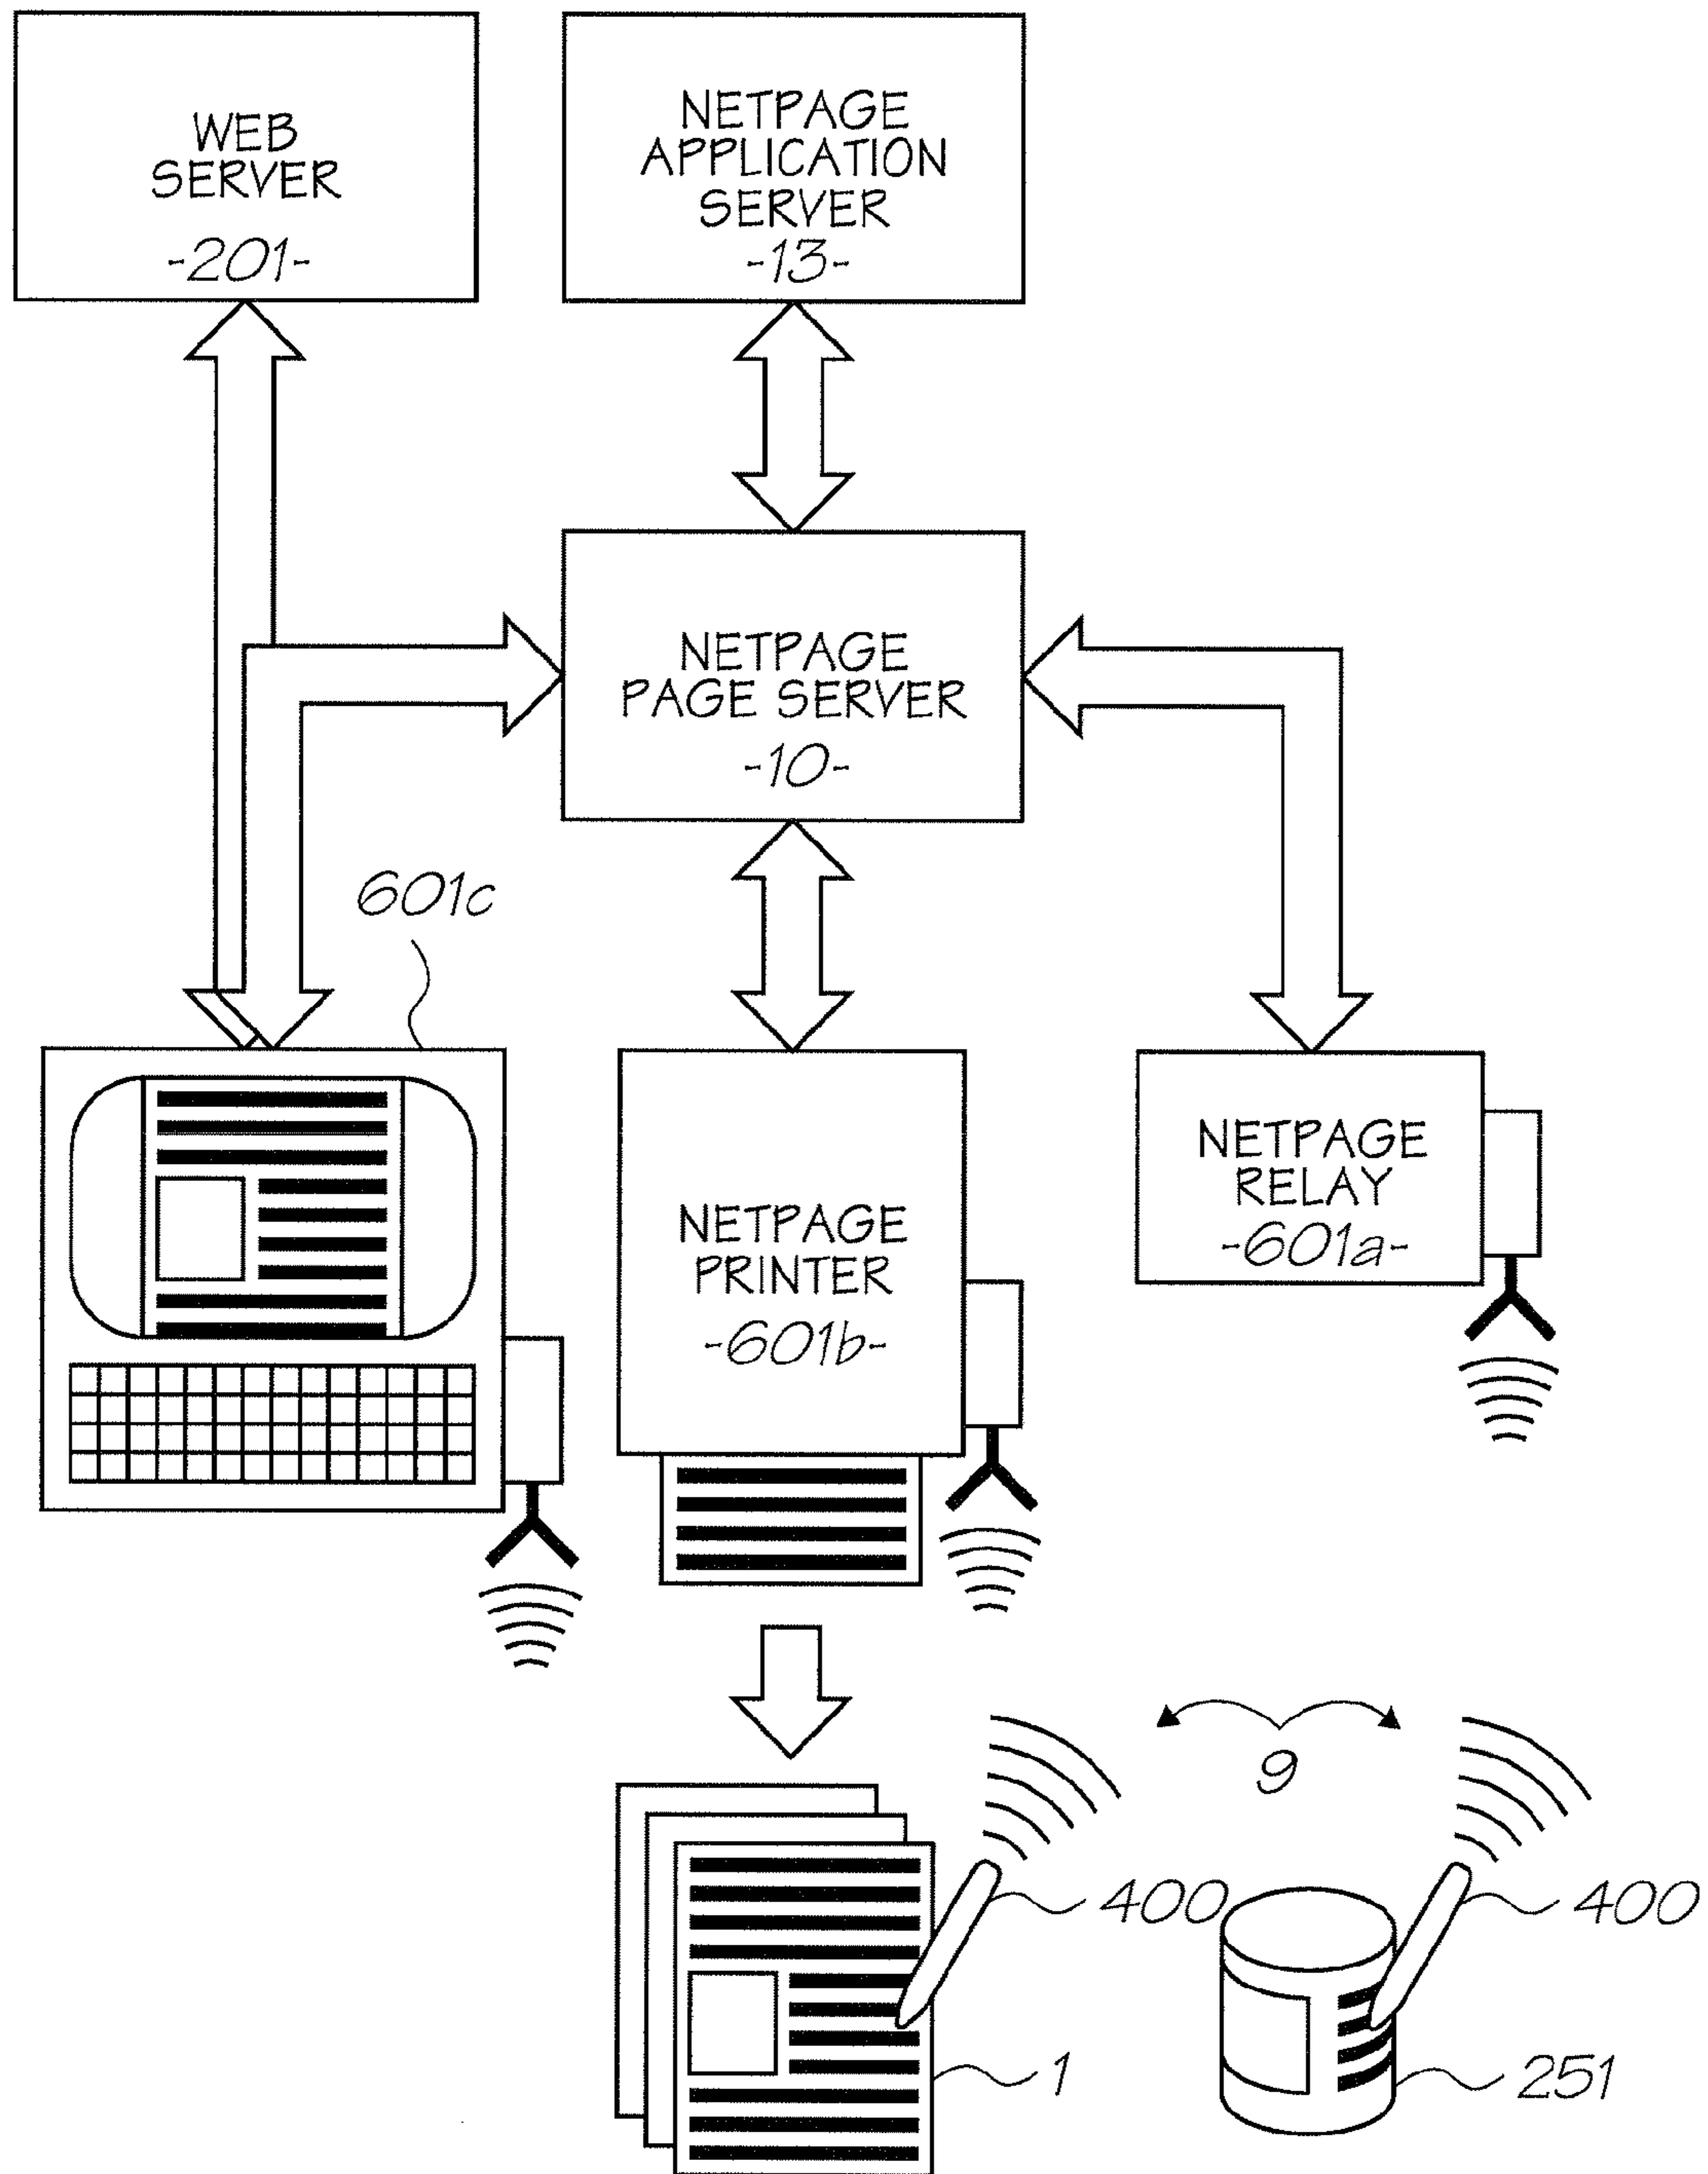 WEB
SERVER
-201-
NETPAGE
APPLICATION
SERVER
-13-
NETPAGE
PAGE SERVER
-10-
601c
NETPAGE
PRINTER
-601b-
NETPAGE
RELAY
-601a-
9
400
400
1
251